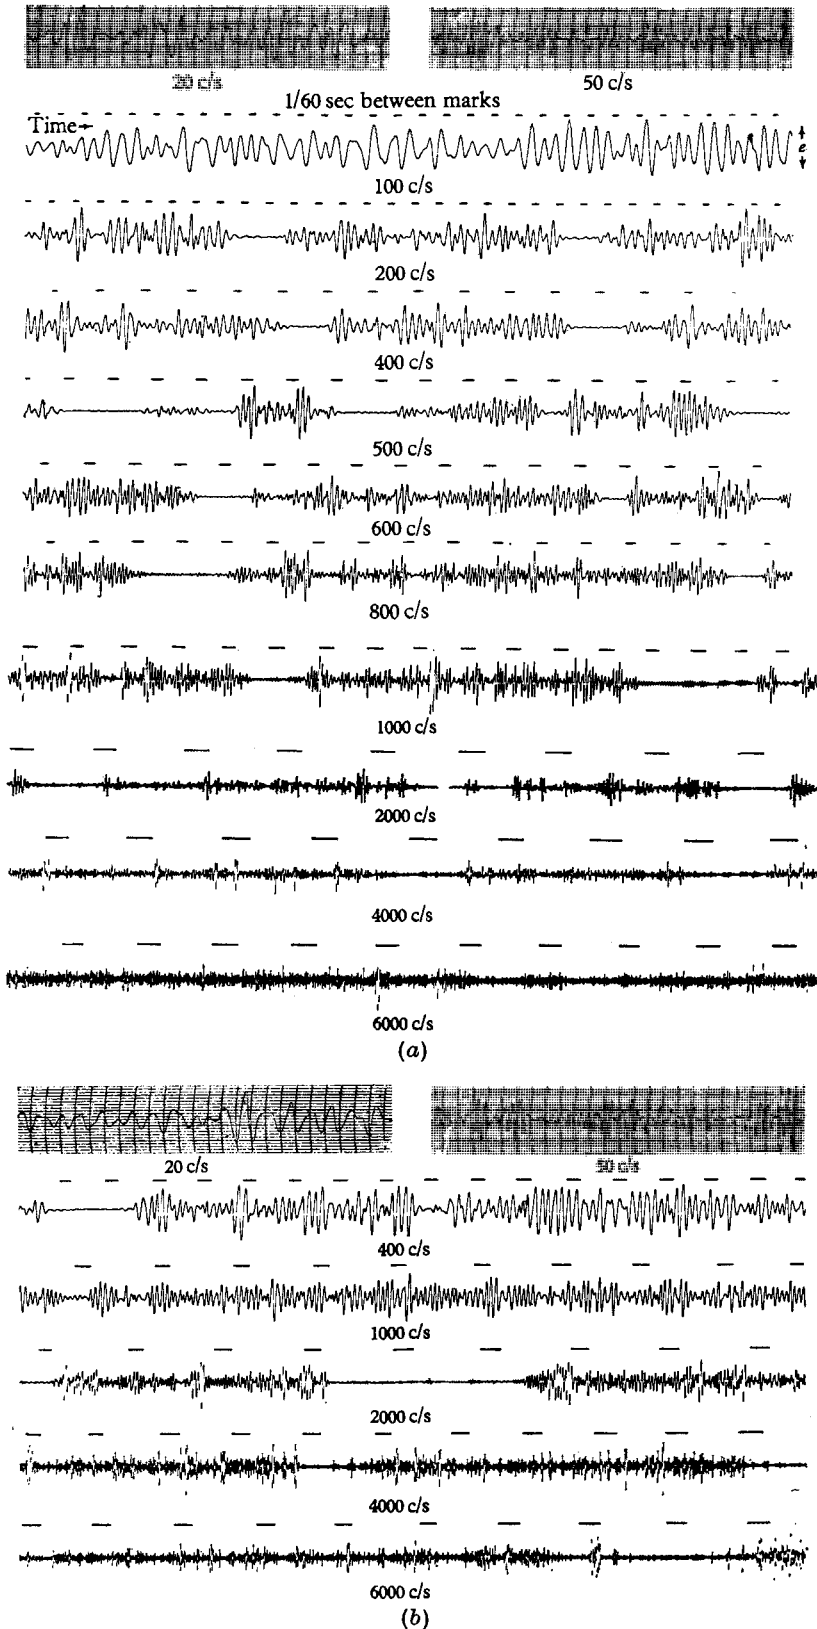 20 c/s 50 c/s
1/60 sec between marks
Time→
e
100 c/s
200 c/s
400 c/s
500 c/s
600 c/s
800 c/s
1000 c/s
2000 c/s
4000 c/s
6000 c/s
(a)
20 c/s 50 c/s
400 c/s
1000 c/s
2000 c/s
4000 c/s
6000 c/s
(b)